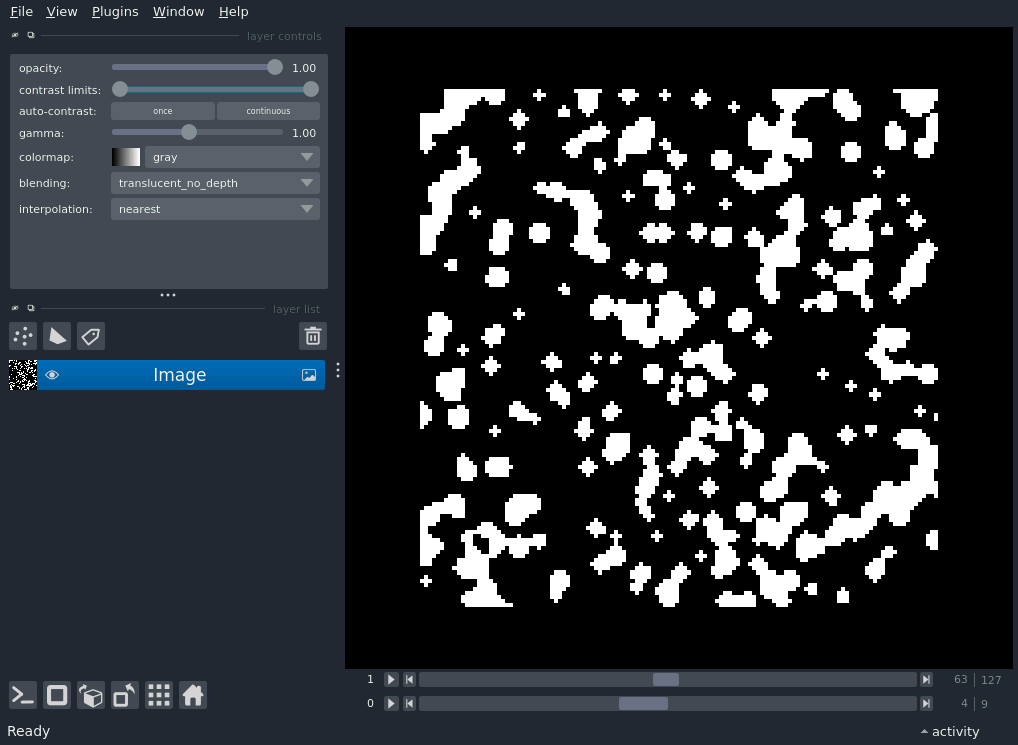 File View Plugins Window Help
layer controls
opacity: 1.00
contrast limits:
auto-contrast: once continuous
gamma: 1.00
colormap: gray
blending: translucent_no_depth
interpolation: nearest
layer list
Image
1 63 127
0 4 9
Ready activity